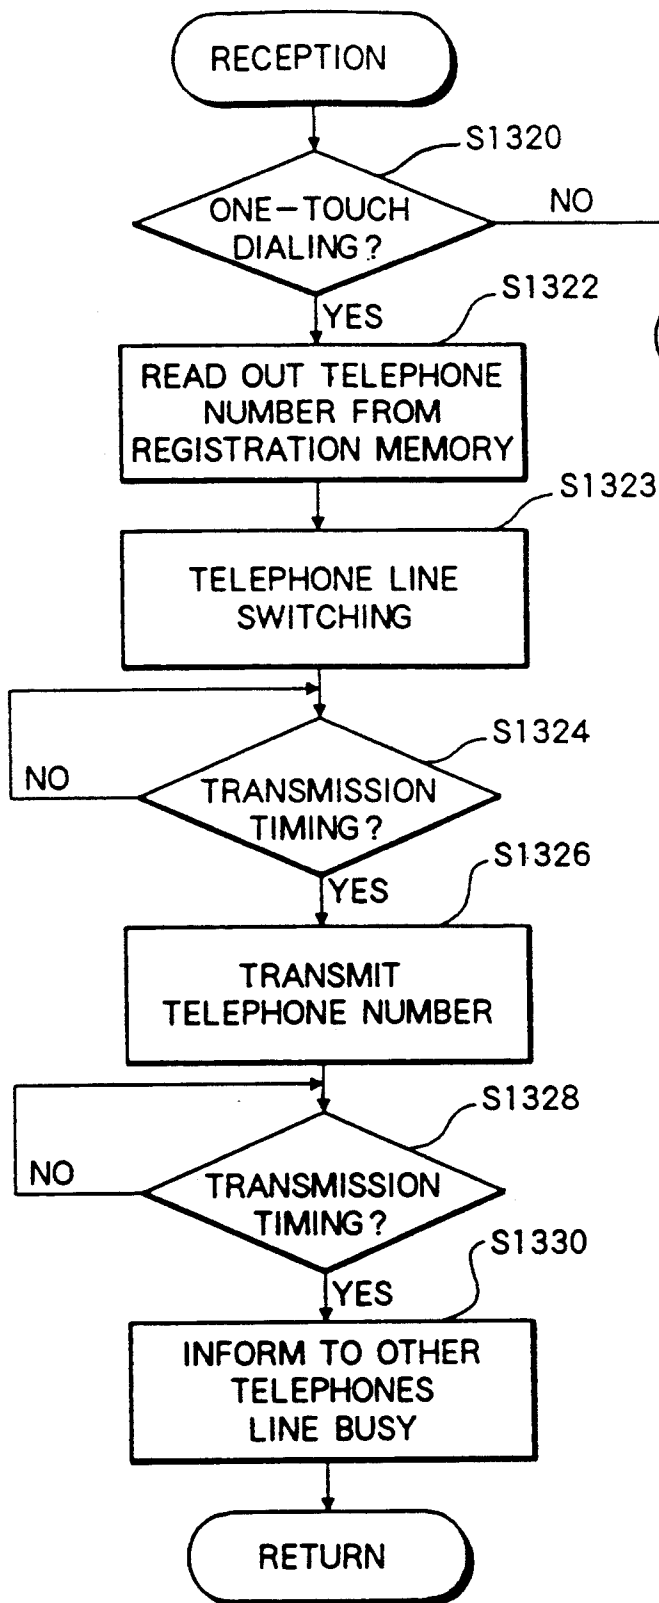 RECEPTION
S1320
ONE-TOUCH
DIALING?
NO
YES
S1322
READ OUT TELEPHONE
NUMBER FROM
REGISTRATION MEMORY
S1323
TELEPHONE LINE
SWITCHING
S1324
NO
TRANSMISSION
TIMING?
YES
S1326
TRANSMIT
TELEPHONE NUMBER
S1328
NO
TRANSMISSION
TIMING?
YES
S1330
INFORM TO OTHER
TELEPHONES
LINE BUSY
RETURN